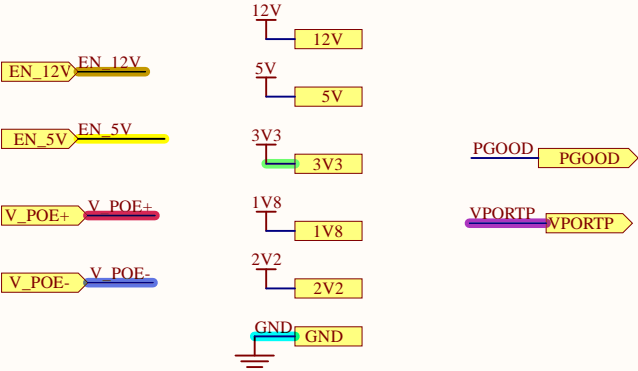 12V
12V
EN_12V
EN_12V
5V
5V
EN_5V
EN_5V
3V3
3V3
PGOOD
PGOOD
V_POE+
V_POE+
1V8
1V8
VPORTP
VPORTP
V_POE-
V_POE-
2V2
2V2
GND
GND